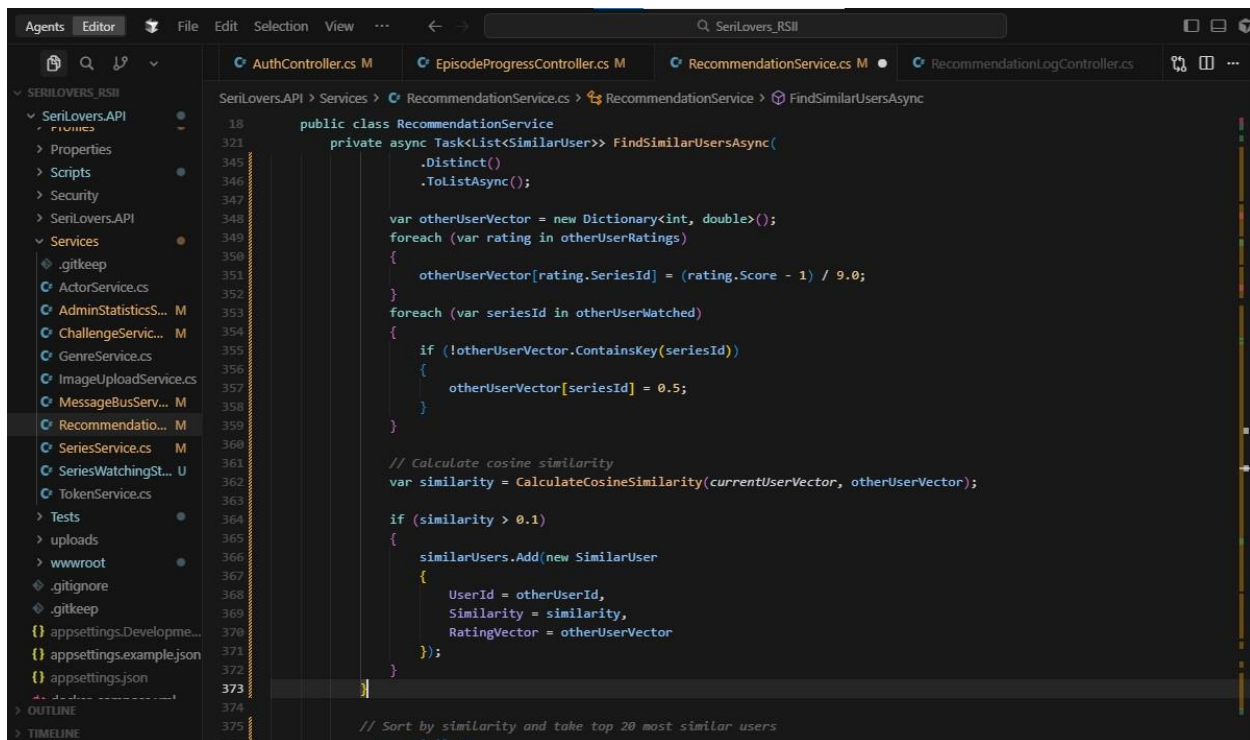 Agents Editor File Edit Selection View ··· ← → SeriLovers_RSII
AuthController.cs M EpisodeProgressController.cs M RecommendationService.cs M ● RecommendationLogController.cs ···
SERILOVERS_RSII
SeriLovers.API
Profiles
Properties
Scripts
Security
SeriLovers.API
Services
.gitkeep
ActorService.cs
AdminStatisticsS... M
ChallengeServic... M
GenreService.cs
ImageUploadService.cs
MessageBusServ... M
Recommendatio... M
SeriesService.cs M
SeriesWatchingSt... U
TokenService.cs
Tests
uploads
wwwroot
.gitignore
.gitkeep
{} appsettings.Developme...
{} appsettings.example.json
{} appsettings.json
OUTLINE
TIMELINE
SeriLovers.API > Services > RecommendationService.cs > RecommendationService > FindSimilarUsersAsync
18 public class RecommendationService
321 private async Task<List<SimilarUser>> FindSimilarUsersAsync(
345 .Distinct()
346 .ToListAsync();
347
348 var otherUserVector = new Dictionary<int, double>();
349 foreach (var rating in otherUserRatings)
350 {
351 otherUserVector[rating.SeriesId] = (rating.Score - 1) / 9.0;
352 }
353 foreach (var seriesId in otherUserWatched)
354 {
355 if (!otherUserVector.ContainsKey(seriesId))
356 {
357 otherUserVector[seriesId] = 0.5;
358 }
359 }
360
361 // Calculate cosine similarity
362 var similarity = CalculateCosineSimilarity(currentUserVector, otherUserVector);
363
364 if (similarity > 0.1)
365 {
366 similarUsers.Add(new SimilarUser
367 {
368 UserId = otherUserId,
369 Similarity = similarity,
370 RatingVector = otherUserVector
371 });
372 }
373 }
374
375 // Sort by similarity and take top 20 most similar users